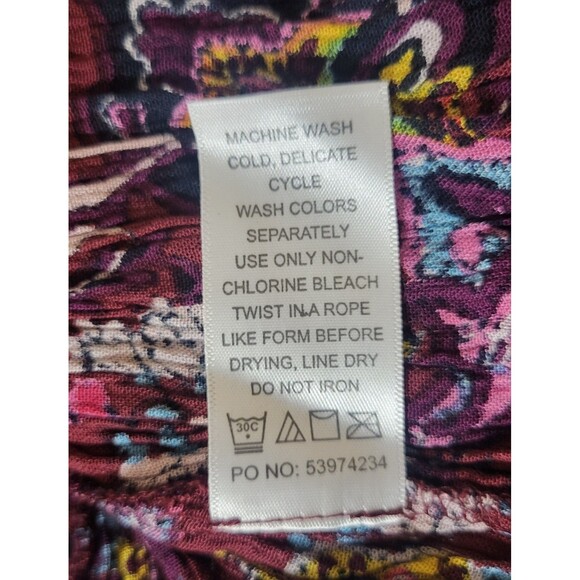 MACHINE WASH
COLD, DELICATE
CYCLE
WASH COLORS
SEPARATELY
USE ONLY NON-
CHLORINE BLEACH
TWIST IN A ROPE
LIKE FORM BEFORE
DRYING, LINE DRY
DO NOT IRON
30C
PO NO: 53974234